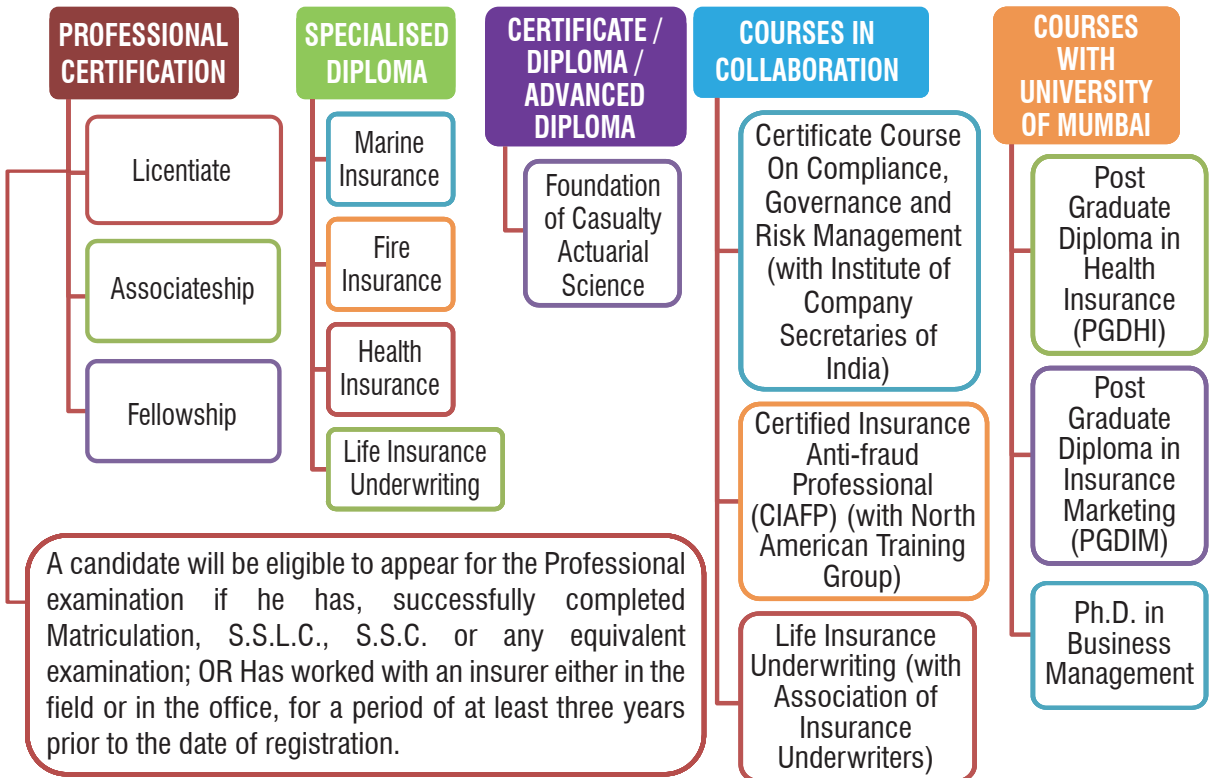 PROFESSIONAL
CERTIFICATION
Licentiate
Associateship
Fellowship
A candidate will be eligible to appear for the Professional
examination if he has, successfully completed
Matriculation, S.S.L.C., S.S.C. or any equivalent
examination; OR Has worked with an insurer either in the
field or in the office, for a period of at least three years
prior to the date of registration.
SPECIALISED
DIPLOMA
Marine
Insurance
Fire
Insurance
Health
Insurance
Life Insurance
Underwriting
CERTIFICATE /
DIPLOMA /
ADVANCED
DIPLOMA
Foundation
of Casualty
Actuarial
Science
COURSES IN
COLLABORATION
Certificate Course
On Compliance,
Governance and
Risk Management
(with Institute of
Company
Secretaries of
India)
Certified Insurance
Anti-fraud
Professional
(CIAFP) (with North
American Training
Group)
Life Insurance
Underwriting (with
Association of
Insurance
Underwriters)
COURSES
WITH
UNIVERSITY
OF MUMBAI
Post
Graduate
Diploma in
Health
Insurance
(PGDHI)
Post
Graduate
Diploma in
Insurance
Marketing
(PGDIM)
Ph.D. in
Business
Management